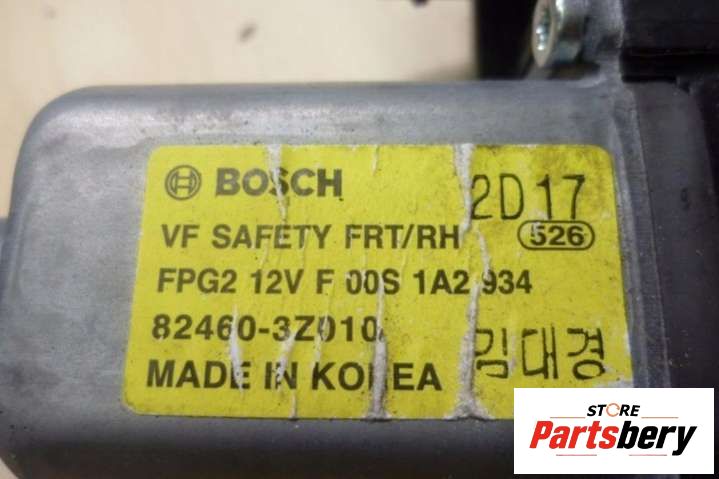 BOSCH 2D17
VF SAFETY FRT/RH 526
FPG2 12V F 00S 1A2 934
82460-3Z010 김대경
MADE IN KOREA
STORE
Partsbery